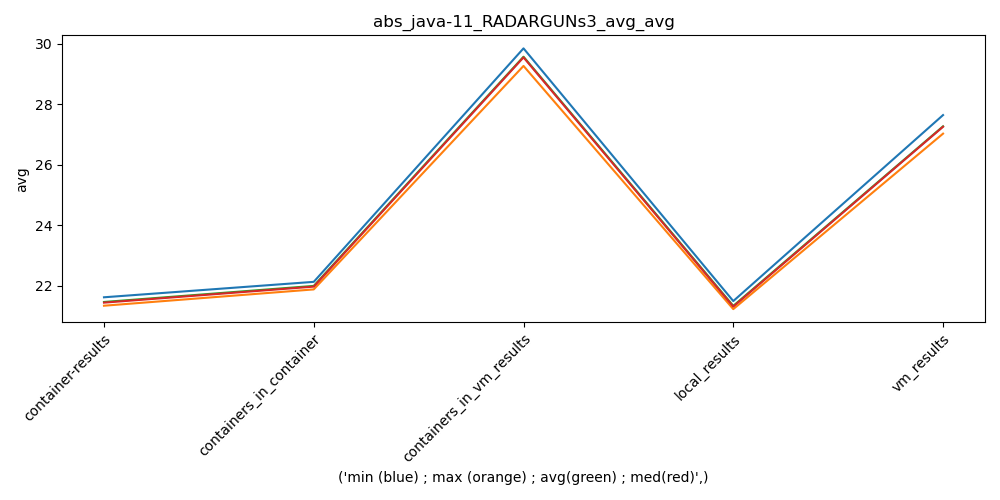 abs_java-11_RADARGUNs3_avg_avg
30
28
26
24
22
avg
container-results
containers_in_container
containers_in_vm_results
local_results
vm_results
('min (blue) ; max (orange) ; avg(green) ; med(red)',)